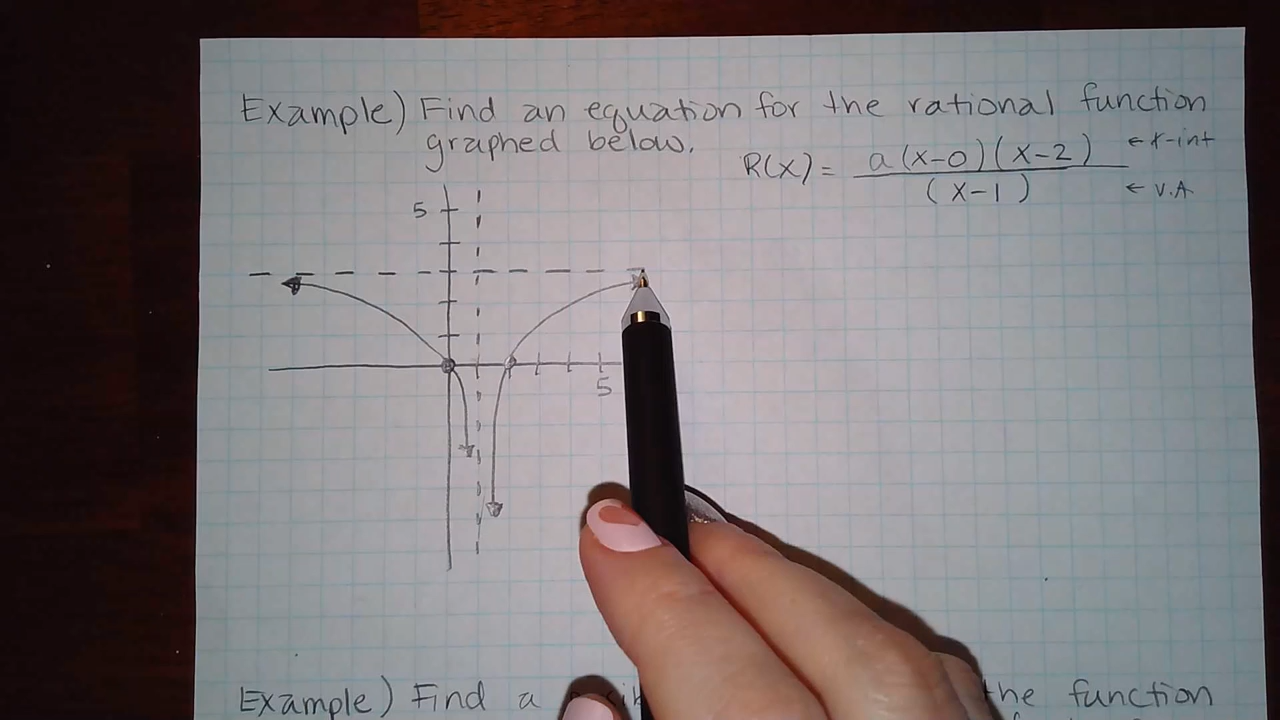 Example) Find an equation for the rational function
graphed below.
R(x) = a(x-0)(x-2) ← x-int
(x-1) ← V.A
5
5
Example) Find a the function